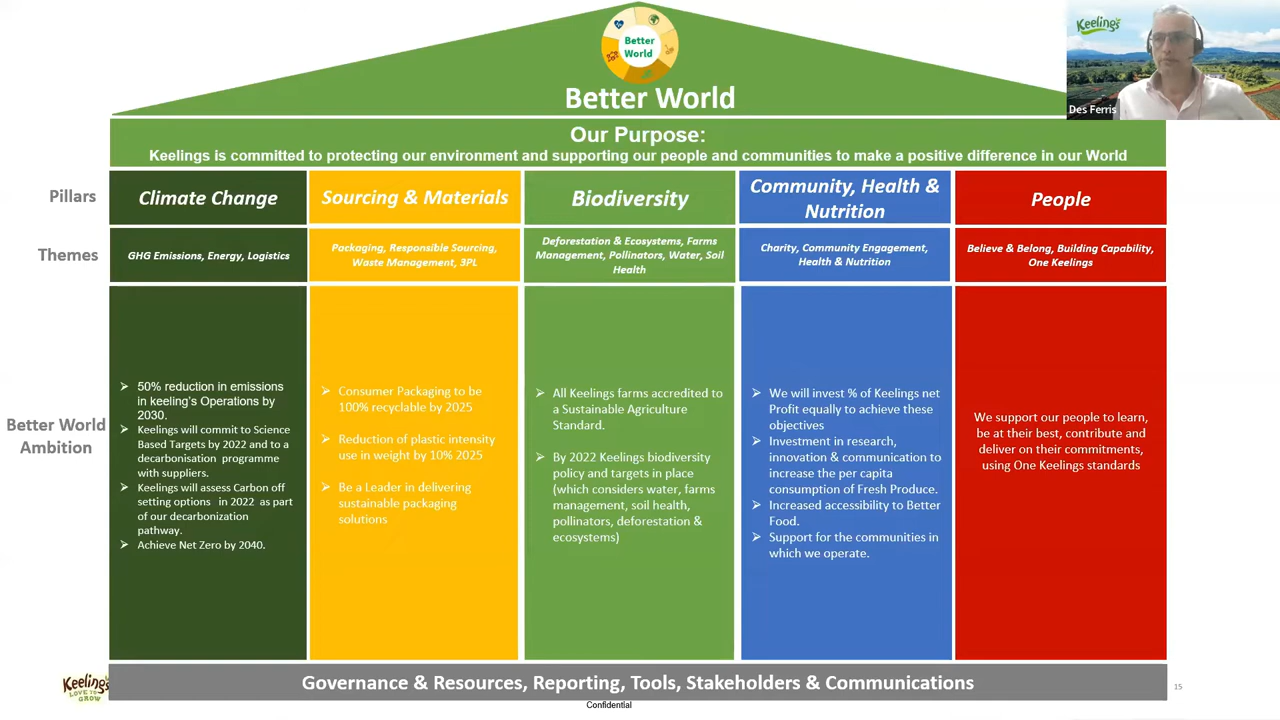 Better
World
Better World
Keelings
Des Ferris
Our Purpose:
Keelings is committed to protecting our environment and supporting our people and communities to make a positive difference in our World
Pillars
Climate Change
Sourcing & Materials
Biodiversity
Community, Health &
Nutrition
People
Themes
GHG Emissions, Energy, Logistics
Packaging, Responsible Sourcing,
Waste Management, 3PL
Deforestation & Ecosystems, Farms
Management, Pollinators, Water, Soil
Health
Charity, Community Engagement,
Health & Nutrition
Believe & Belong, Building Capability,
One Keelings
Better World
Ambition
50% reduction in emissions
in keeling's Operations by
2030.
Keelings will commit to Science
Based Targets by 2022 and to a
decarbonisation programme
with suppliers.
Keelings will assess Carbon off
setting options in 2022 as part
of our decarbonization
pathway.
Achieve Net Zero by 2040.
Consumer Packaging to be
100% recyclable by 2025
Reduction of plastic intensity
use in weight by 10% 2025
Be a Leader in delivering
sustainable packaging
solutions
All Keelings farms accredited to
a Sustainable Agriculture
Standard.
By 2022 Keelings biodiversity
policy and targets in place
(which considers water, farms
management, soil health,
pollinators, deforestation &
ecosystems)
We will invest % of Keelings net
Profit equally to achieve these
objectives
Investment in research,
innovation & communication to
increase the per capita
consumption of Fresh Produce.
Increased accessibility to Better
Food.
Support for the communities in
which we operate.
We support our people to learn,
be at their best, contribute and
deliver on their commitments,
using One Keelings standards
Keelings
LOVE TO
GROW
Governance & Resources, Reporting, Tools, Stakeholders & Communications
15
Confidential